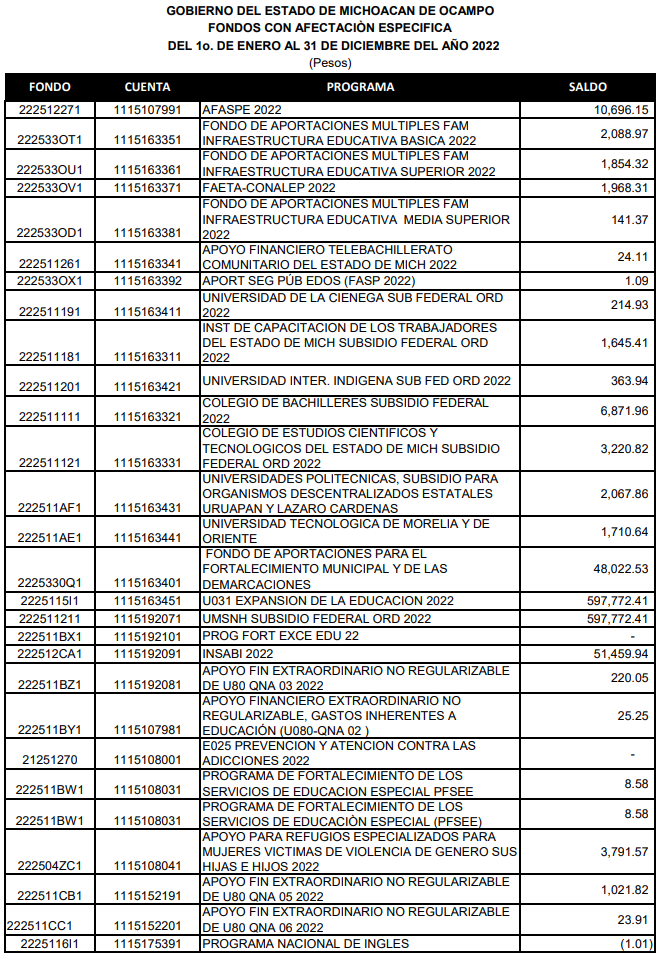 GOBIERNO DEL ESTADO DE MICHOACAN DE OCAMPO
FONDOS CON AFECTACIÒN ESPECIFICA
DEL 1o. DE ENERO AL 31 DE DICIEMBRE DEL AÑO 2022
(Pesos)
FONDO CUENTA PROGRAMA SALDO
222512271 1115107991 AFASPE 2022 10,696.15
FONDO DE APORTACIONES MULTIPLES FAM
222533OT1 1115163351 INFRAESTRUCTURA EDUCATIVA BASICA 2022 2,088.97
FONDO DE APORTACIONES MULTIPLES FAM
222533OU1 1115163361 INFRAESTRUCTURA EDUCATIVA SUPERIOR 2022 1,854.32
222533OV1 1115163371 FAETA-CONALEP 2022 1,968.31
FONDO DE APORTACIONES MULTIPLES FAM
INFRAESTRUCTURA EDUCATIVA MEDIA SUPERIOR 141.37
222533OD1 1115163381 2022
APOYO FINANCIERO TELEBACHILLERATO
222511261 1115163341 COMUNITARIO DEL ESTADO DE MICH 2022 24.11
222533OX1 1115163392 APORT SEG PÚB EDOS (FASP 2022) 1.09
UNIVERSIDAD DE LA CIENEGA SUB FEDERAL ORD
222511191 1115163411 2022 214.93
INST DE CAPACITACION DE LOS TRABAJADORES
DEL ESTADO DE MICH SUBSIDIO FEDERAL ORD 1,645.41
222511181 1115163311 2022
222511201 1115163421 UNIVERSIDAD INTER. INDIGENA SUB FED ORD 2022 363.94
COLEGIO DE BACHILLERES SUBSIDIO FEDERAL
222511111 1115163321 2022 6,871.96
COLEGIO DE ESTUDIOS CIENTIFICOS Y
TECNOLOGICOS DEL ESTADO DE MICH SUBSIDIO 3,220.82
222511121 1115163331 FEDERAL ORD 2022
UNIVERSIDADES POLITECNICAS, SUBSIDIO PARA
ORGANISMOS DESCENTRALIZADOS ESTATALES 2,067.86
222511AF1 1115163431 URUAPAN Y LAZARO CARDENAS
UNIVERSIDAD TECNOLOGICA DE MORELIA Y DE
222511AE1 1115163441 ORIENTE 1,710.64
FONDO DE APORTACIONES PARA EL
FORTALECIMIENTO MUNICIPAL Y DE LAS 48,022.53
2225330Q1 1115163401 DEMARCACIONES
2225115I1 1115163451 U031 EXPANSION DE LA EDUCACION 2022 597,772.41
222511211 1115192071 UMSNH SUBSIDIO FEDERAL ORD 2022 597,772.41
222511BX1 1115192101 PROG FORT EXCE EDU 22 -
222512CA1 1115192091 INSABI 2022 51,459.94
APOYO FIN EXTRAORDINARIO NO REGULARIZABLE
222511BZ1 1115192081 DE U80 QNA 03 2022 220.05
APOYO FINANCIERO EXTRAORDINARIO NO
REGULARIZABLE, GASTOS INHERENTES A 25.25
222511BY1 1115107981 EDUCACIÓN (U080-QNA 02 )
E025 PREVENCION Y ATENCION CONTRA LAS
21251270 1115108001 ADICCIONES 2022 -
PROGRAMA DE FORTALECIMIENTO DE LOS
222511BW1 1115108031 SERVICIOS DE EDUCACION ESPECIAL PFSEE 8.58
PROGRAMA DE FORTALECIMIENTO DE LOS
222511BW1 1115108031 SERVICIOS DE EDUCACIÒN ESPECIAL (PFSEE) 8.58
APOYO PARA REFUGIOS ESPECIALIZADOS PARA
MUJERES VICTIMAS DE VIOLENCIA DE GENERO SUS 3,791.57
222504ZC1 1115108041 HIJAS E HIJOS 2022
APOYO FIN EXTRAORDINARIO NO REGULARIZABLE
222511CB1 1115152191 DE U80 QNA 05 2022 1,021.82
APOYO FIN EXTRAORDINARIO NO REGULARIZABLE
222511CC1 1115152201 DE U80 QNA 06 2022 23.91
2225116I1 1115175391 PROGRAMA NACIONAL DE INGLES (1.01)